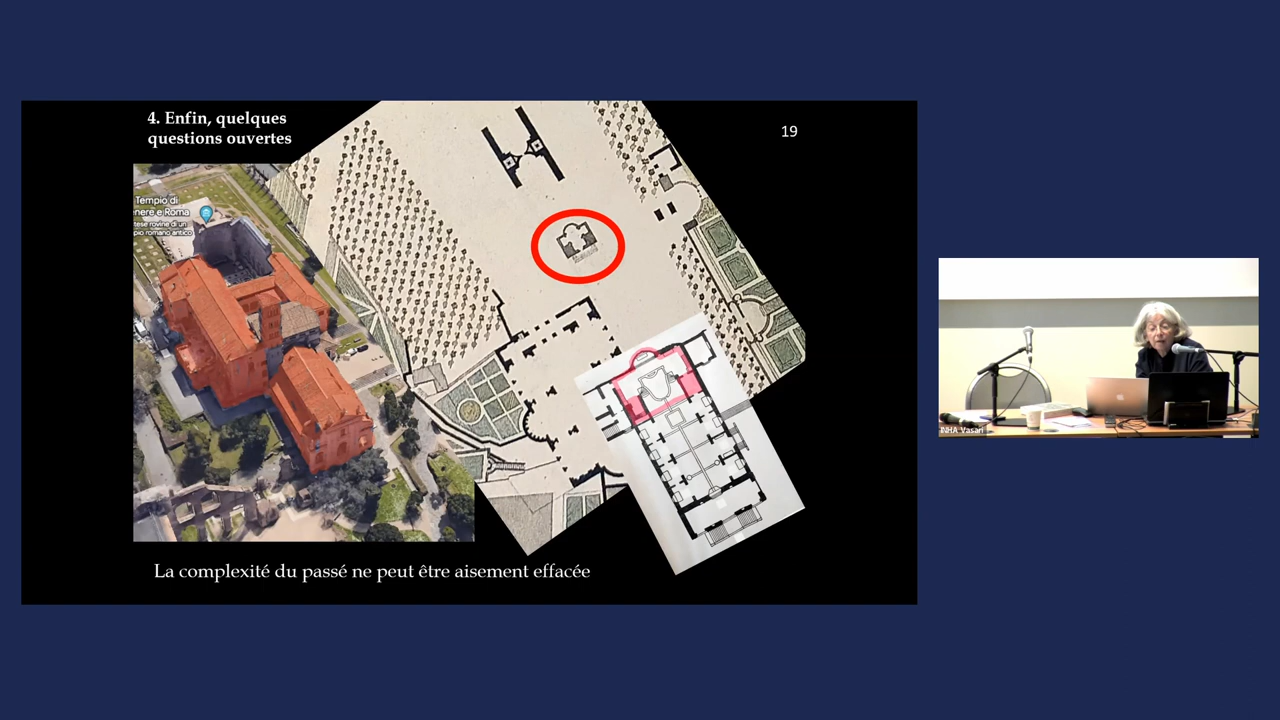 4. Enfin, quelques
questions ouvertes
19
Tempio di
nere e Roma
tese rovine di un
pio romano antico
La complexité du passé ne peut être aisement effacée
INHA Vasari